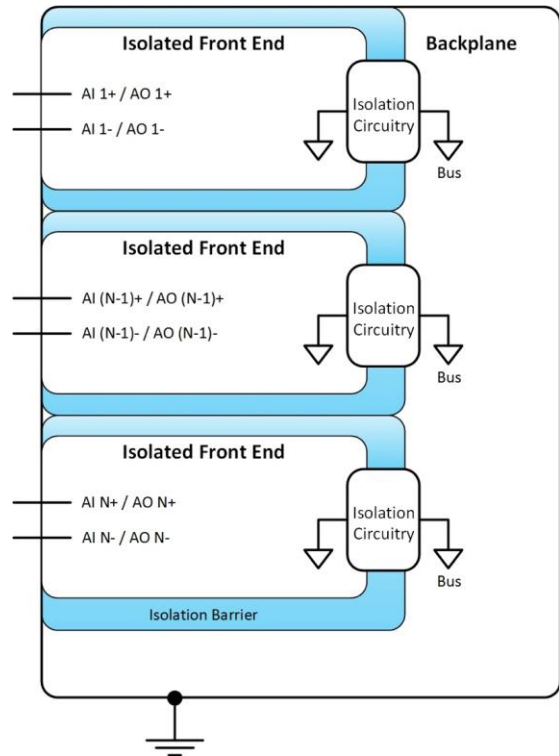 Isolated Front End
Backplane
AI 1+ / AO 1+
AI 1- / AO 1-
Isolation
Circuitry
Bus
Isolated Front End
AI (N-1)+ / AO (N-1)+
AI (N-1)- / AO (N-1)-
Isolation
Circuitry
Bus
Isolated Front End
AI N+ / AO N+
AI N- / AO N-
Isolation
Circuitry
Bus
Isolation Barrier